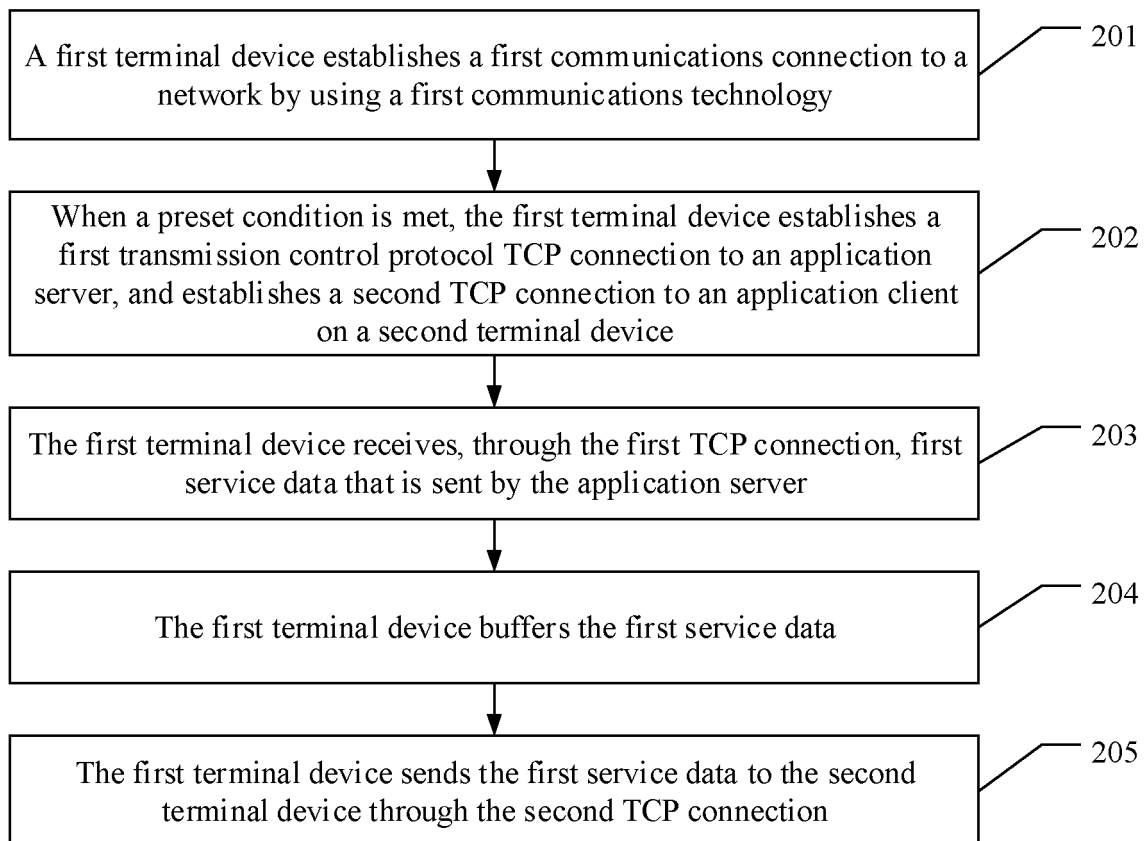 A first terminal device establishes a first communications connection to a
network by using a first communications technology
201
When a preset condition is met, the first terminal device establishes a
first transmission control protocol TCP connection to an application
server, and establishes a second TCP connection to an application client
on a second terminal device
202
The first terminal device receives, through the first TCP connection, first
service data that is sent by the application server
203
The first terminal device buffers the first service data
204
The first terminal device sends the first service data to the second
terminal device through the second TCP connection
205